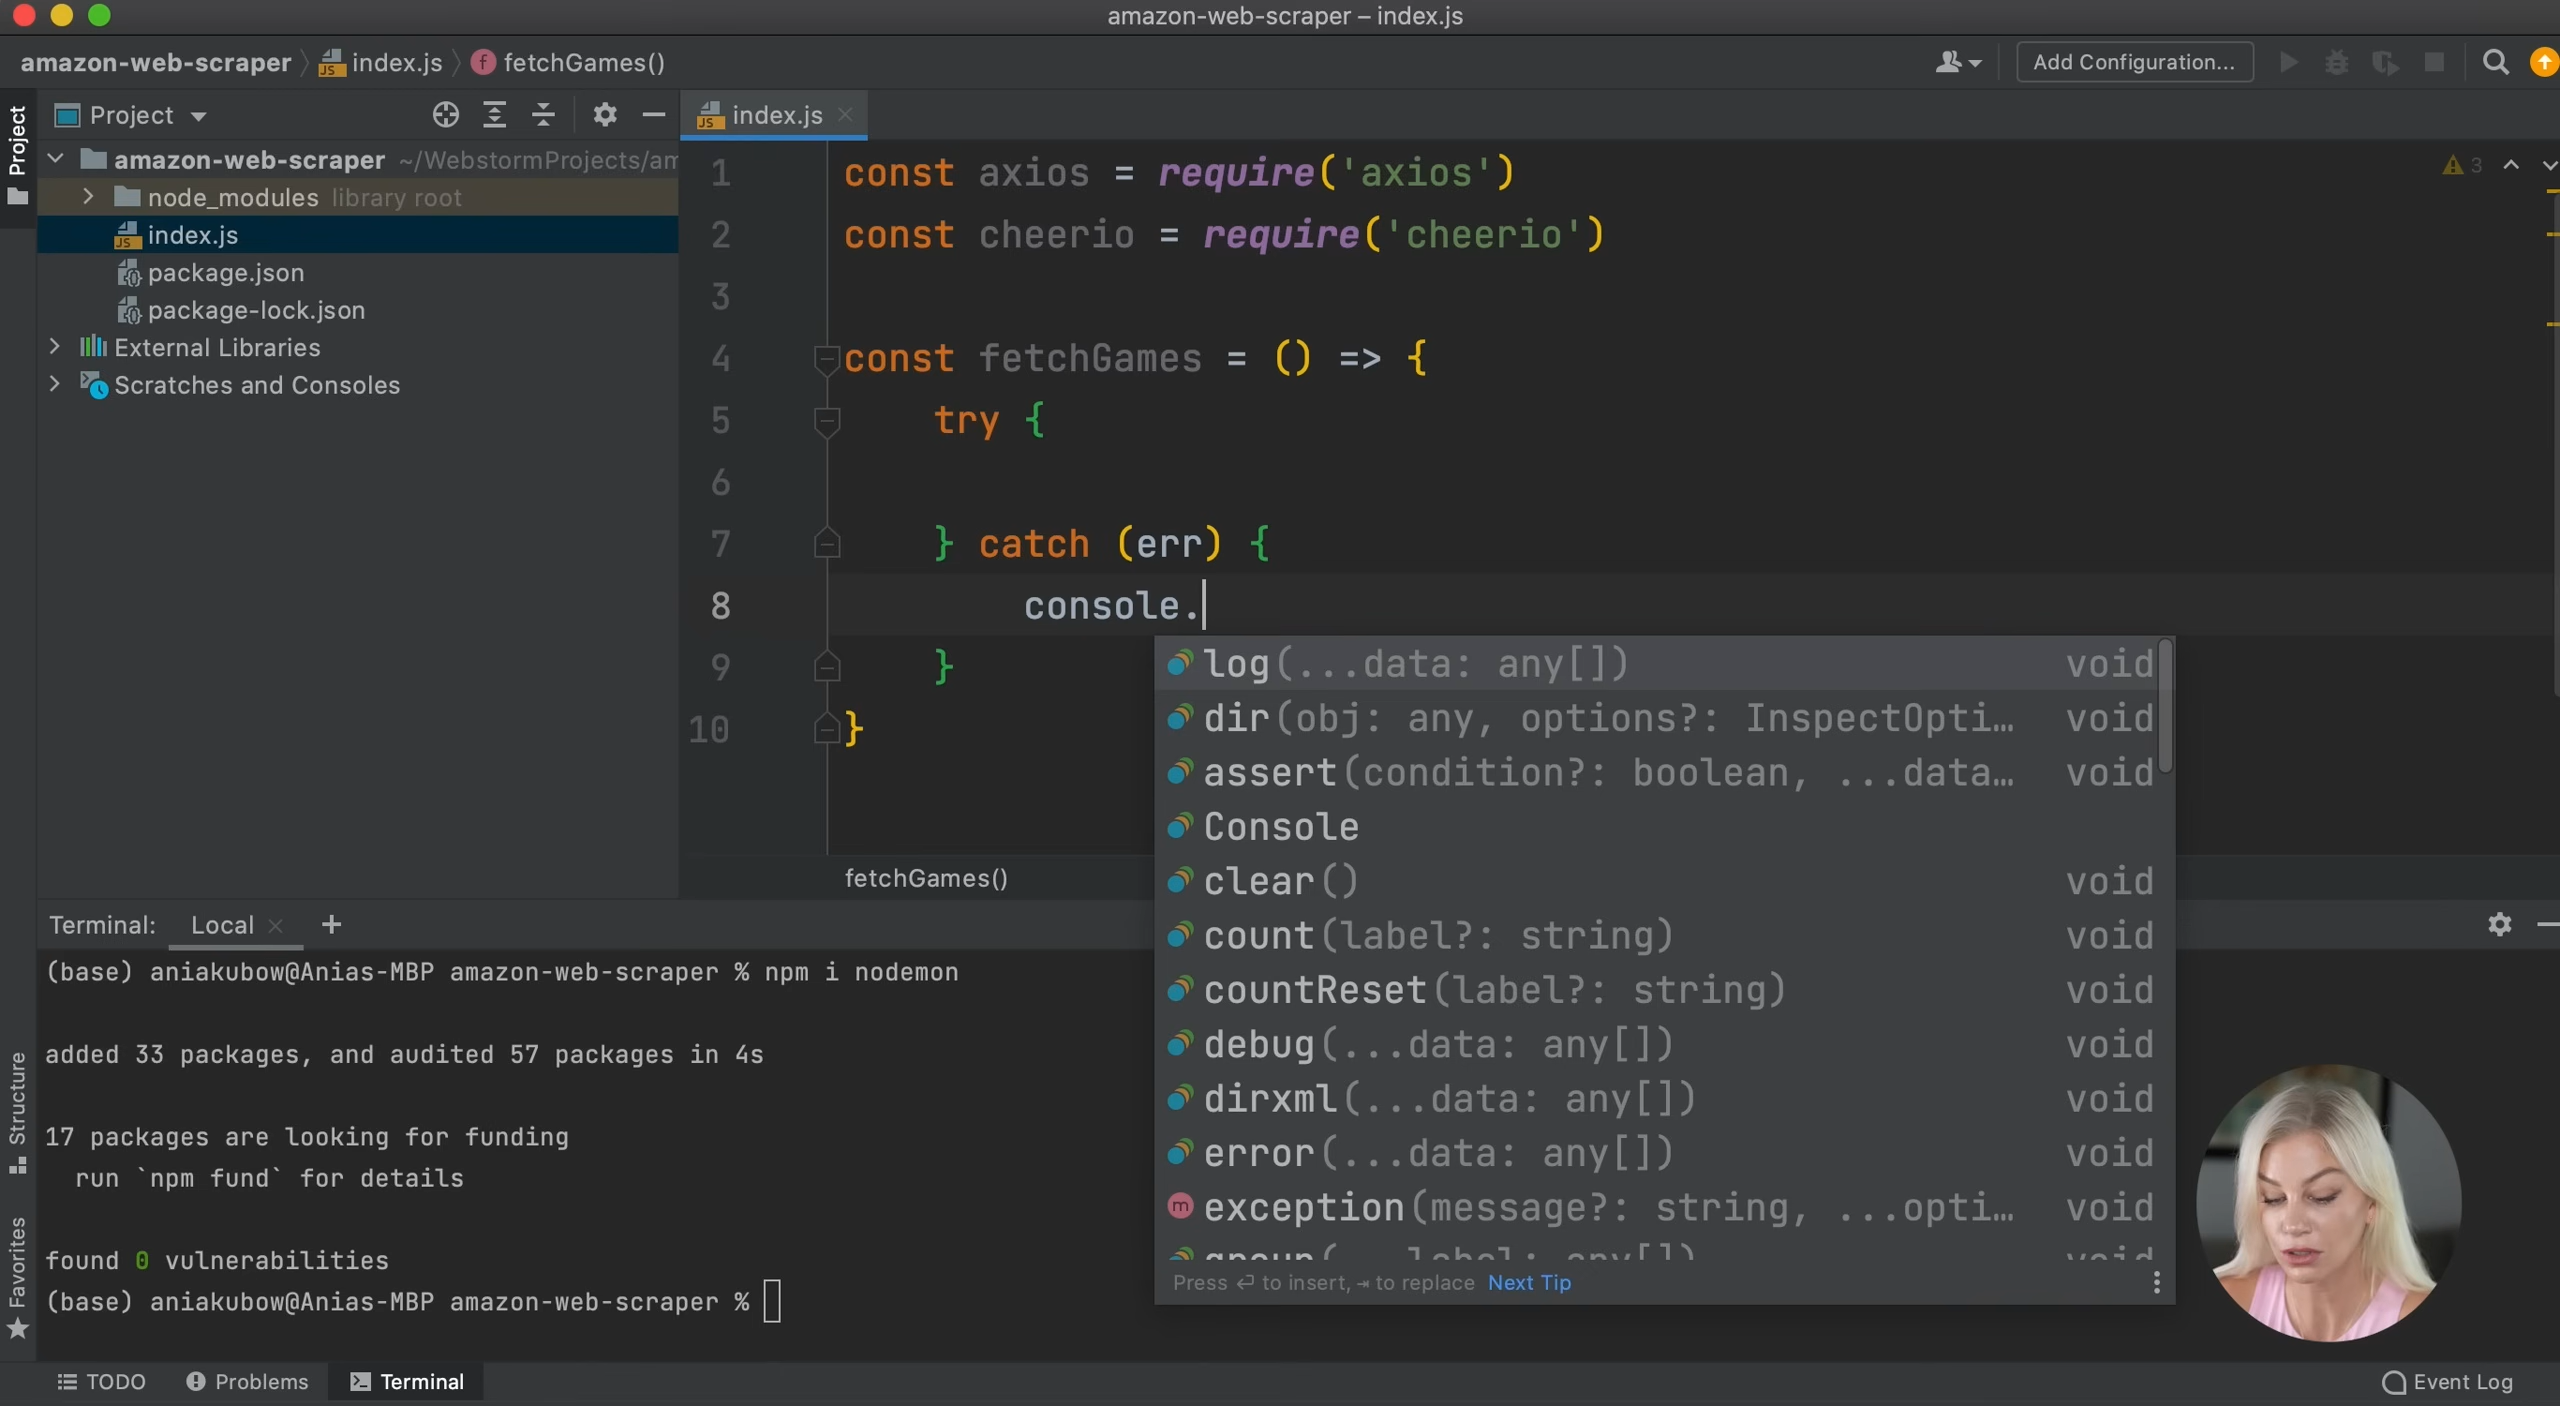 amazon-web-scraper – index.js
amazon-web-scraper
index.js
fetchGames()
Add Configuration...
Project
Project
index.js
amazon-web-scraper ~/WebstormProjects/am
node_modules library root
index.js
package.json
package-lock.json
External Libraries
Scratches and Consoles
3
1 const axios = require('axios')
2 const cheerio = require('cheerio')
3
4 const fetchGames = () => {
5 try {
6
7 } catch (err) {
8 console.
9 }
10 }
log(...data: any[]) void
dir(obj: any, options?: InspectOpti… void
assert(condition?: boolean, ...data… void
Console
clear() void
count(label?: string) void
countReset(label?: string) void
debug(...data: any[]) void
dirxml(...data: any[]) void
error(...data: any[]) void
exception(message?: string, ...opti… void
group(...label: any[]) void
Press ⏎ to insert, ⇥ to replace Next Tip
fetchGames()
Terminal: Local
(base) aniakubow@Anias-MBP amazon-web-scraper % npm i nodemon
added 33 packages, and audited 57 packages in 4s
17 packages are looking for funding
run `npm fund` for details
found 0 vulnerabilities
(base) aniakubow@Anias-MBP amazon-web-scraper %
Structure
Favorites
TODO
Problems
Terminal
Event Log